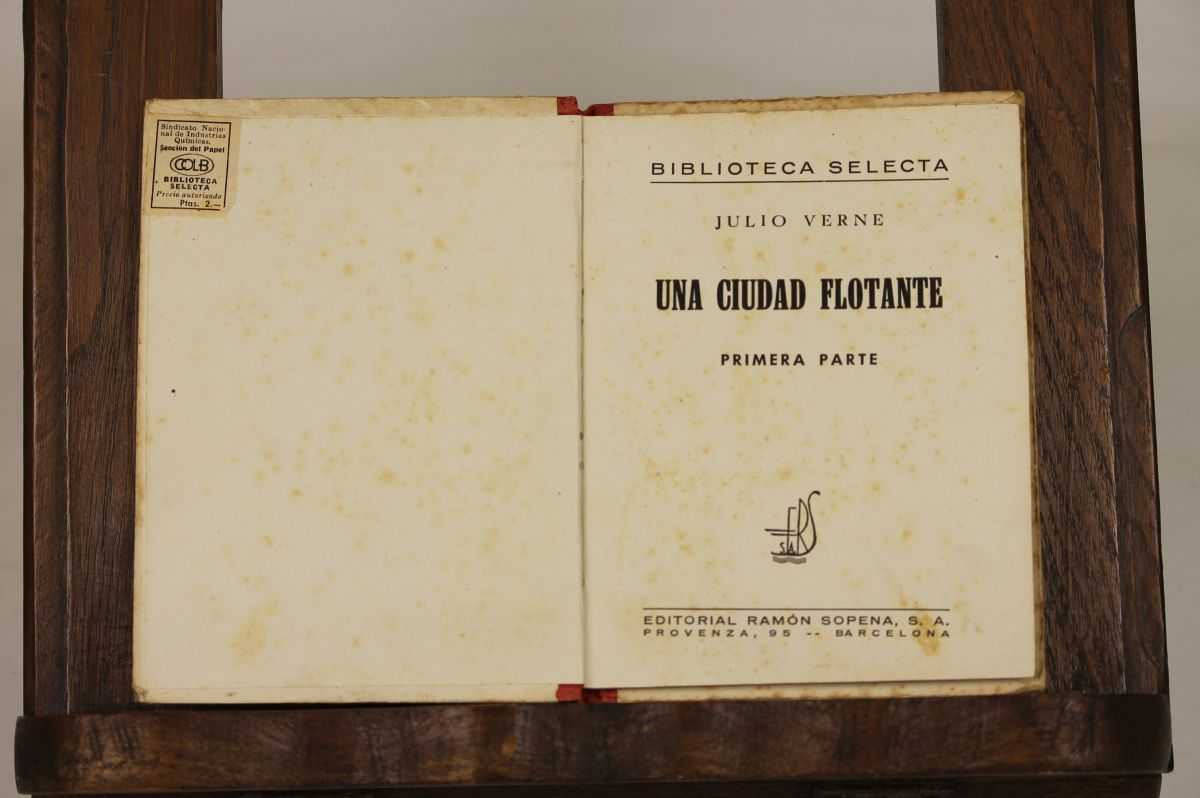 Sindicato Nacio-
nal de Industrias
Químicas.
Sección del Papel
COLB
BIBLIOTECA
SELECTA
Precio autorizado
Ptas. 2.—
BIBLIOTECA SELECTA
JULIO VERNE
UNA CIUDAD FLOTANTE
PRIMERA PARTE
ERS
S.A.
EDITORIAL RAMÓN SOPENA, S. A.
PROVENZA, 95 -- BARCELONA